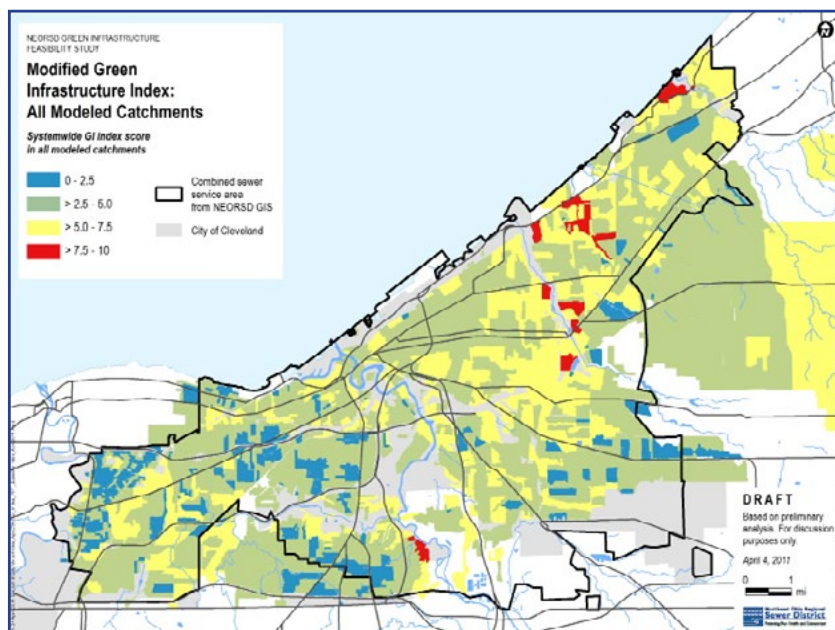 NEORSD GREEN INFRASTRUCTURE
FEASIBILITY STUDY
Modified Green
Infrastructure Index:
All Modeled Catchments
Systemwide GI Index score
in all modeled catchments
0 - 2.5
> 2.5 - 5.0
> 5.0 - 7.5
> 7.5 - 10
Combined sewer
service area
from NEORSD GIS
City of Cleveland
N
DRAFT
Based on preliminary
analysis. For discussion
purposes only.
April 4, 2011
0 1
mi
Northeast Ohio Regional
Sewer District